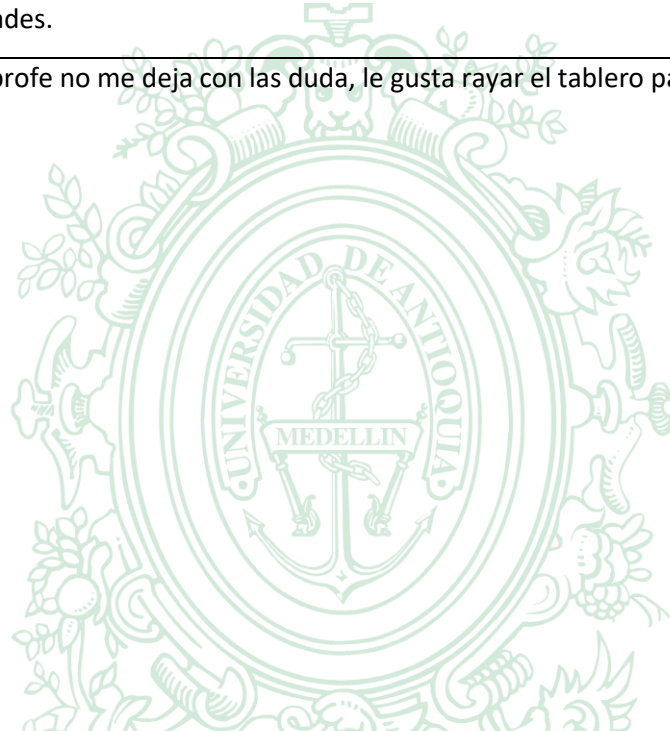 ndes.
profe no me deja con las duda, le gusta rayar el tablero pa
UNIVERSIDAD DE ANTIOQUIA
MEDELLIN